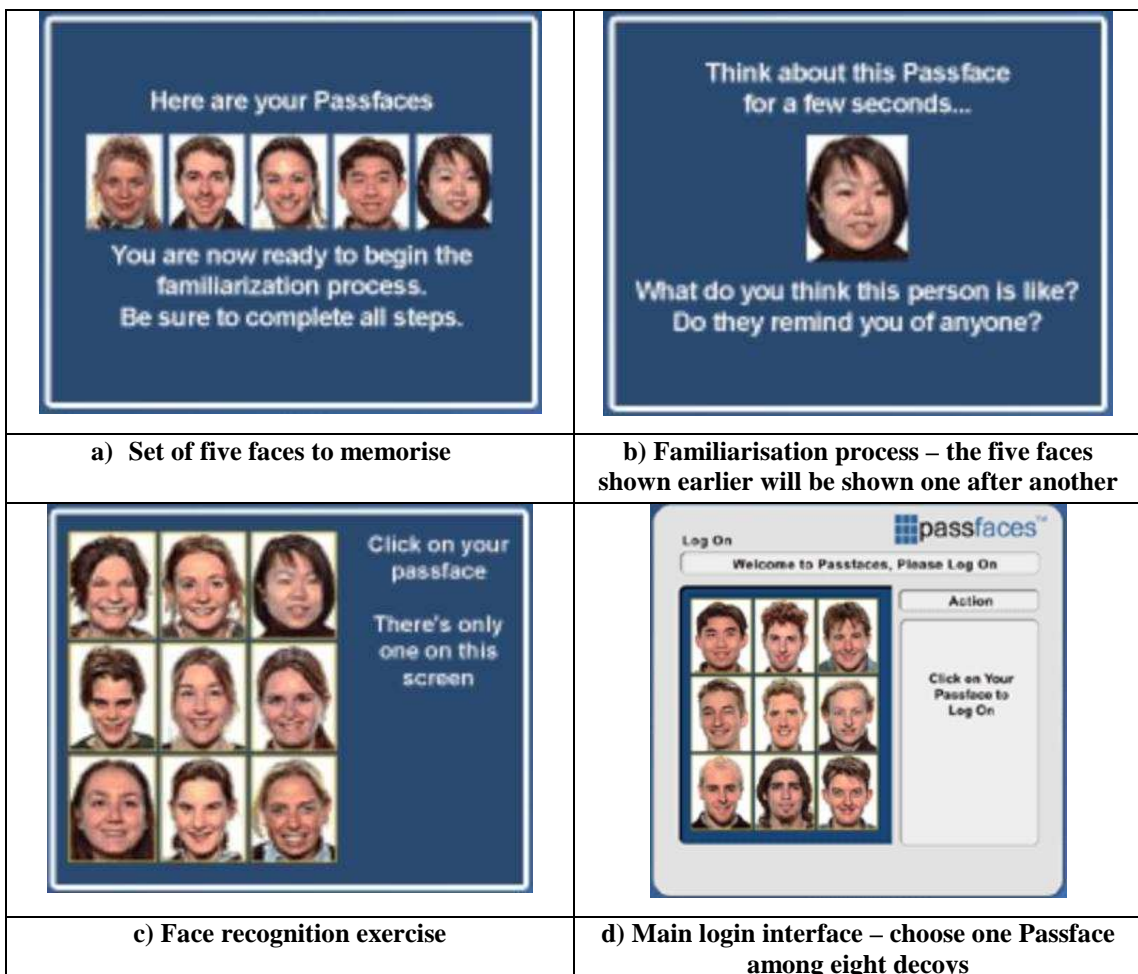 Here are your Passfaces
You are now ready to begin the
familiarization process.
Be sure to complete all steps.
Think about this Passface
for a few seconds...
What do you think this person is like?
Do they remind you of anyone?
a) Set of five faces to memorise
b) Familiarisation process – the five faces
shown earlier will be shown one after another
Click on your
passface
There's only
one on this
screen
passfaces™
Log On
Welcome to Passfaces, Please Log On
Action
Click on Your
Passface to
Log On
c) Face recognition exercise
d) Main login interface – choose one Passface
among eight decoys